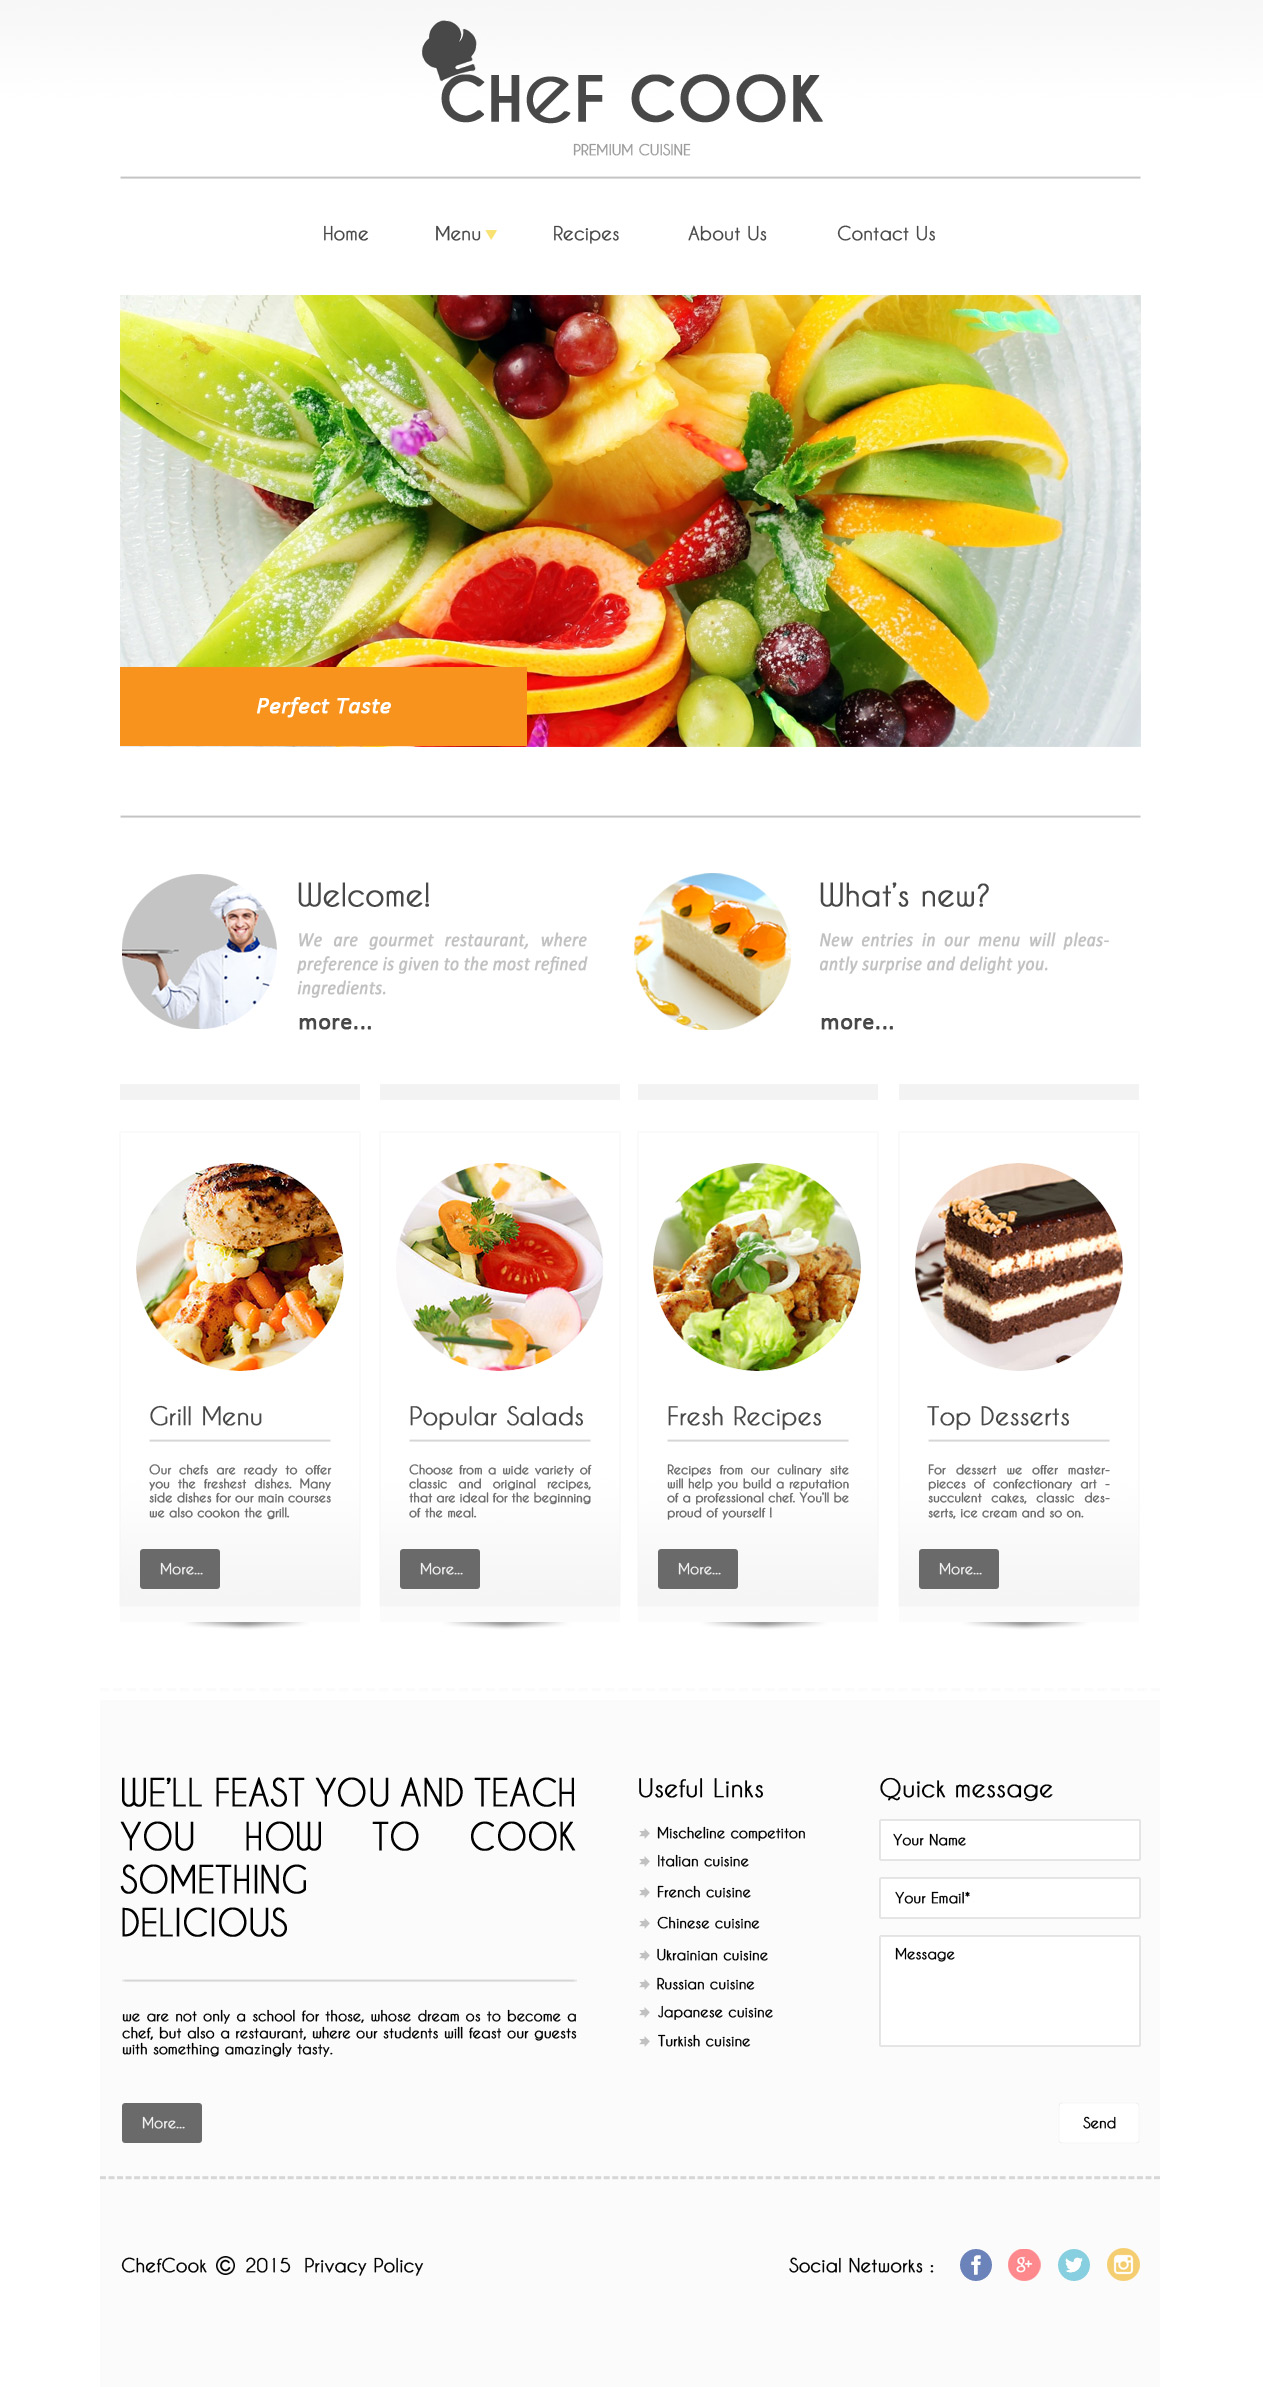 CHEF COOK
PREMIUM CUISINE
Home Menu Recipes About Us Contact Us
Perfect Taste
Welcome!
We are gourmet restaurant, where
preference is given to the most refined
ingredients.
more...
What's new?
New entries in our menu will pleas-
antly surprise and delight you.
more...
Grill Menu
Our chefs are ready to offer
you the freshest dishes. Many
side dishes for our main courses
we also cookon the grill.
More...
Popular Salads
Choose from a wide variety of
classic and original recipes,
that are ideal for the beginning
of the meal.
More...
Fresh Recipes
Recipes from our culinary site
will help you build a reputation
of a professional chef. You'll be
proud of yourself !
More...
Top Desserts
For dessert we offer master-
pieces of confectionary art -
succulent cakes, classic des-
serts, ice cream and so on.
More...
WE'LL FEAST YOU AND TEACH
YOU HOW TO COOK
SOMETHING
DELICIOUS
we are not only a school for those, whose dream os to become a
chef, but also a restaurant, where our students will feast our guests
with something amazingly tasty.
More...
Useful Links
Mischeline competiton
Italian cuisine
French cuisine
Chinese cuisine
Ukrainian cuisine
Russian cuisine
Japanese cuisine
Turkish cuisine
Quick message
Your Name
Your Email*
Message
Send
ChefCook © 2015 Privacy Policy
Social Networks :